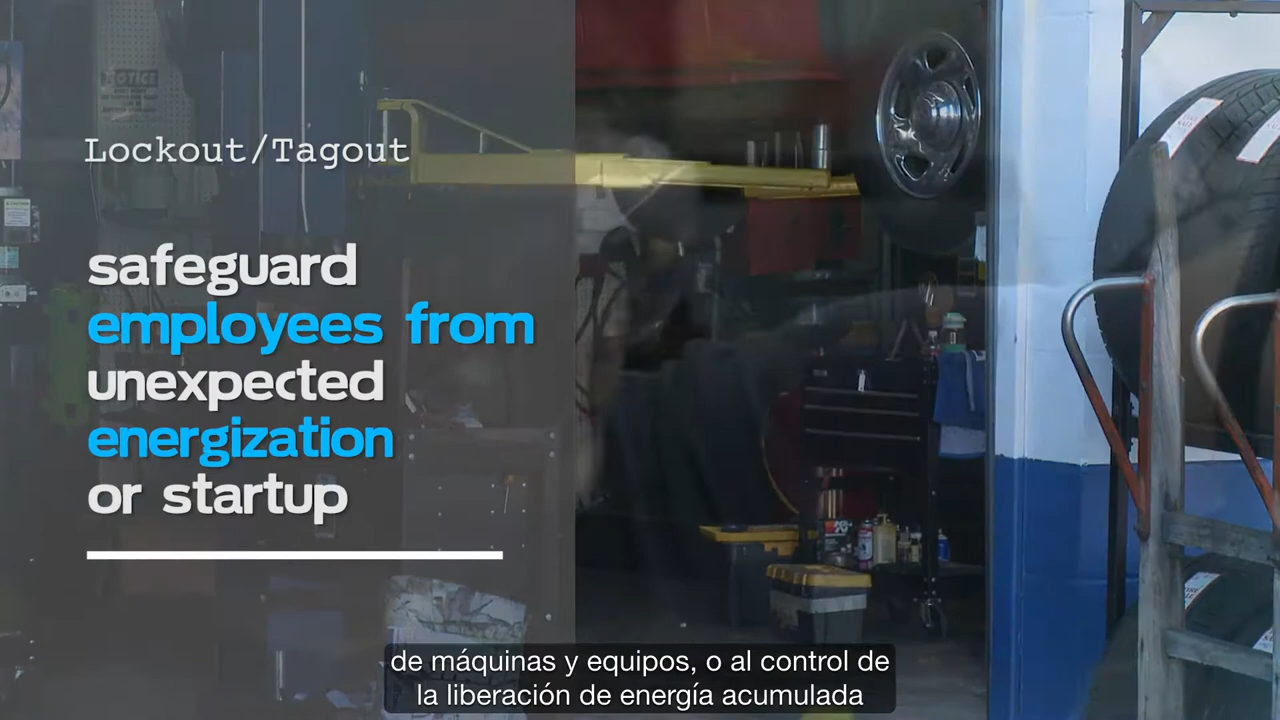 NOTICE
Lockout/Tagout
safeguard
employees from
unexpected
energization
or startup
de máquinas y equipos, o al control de
la liberación de energía acumulada